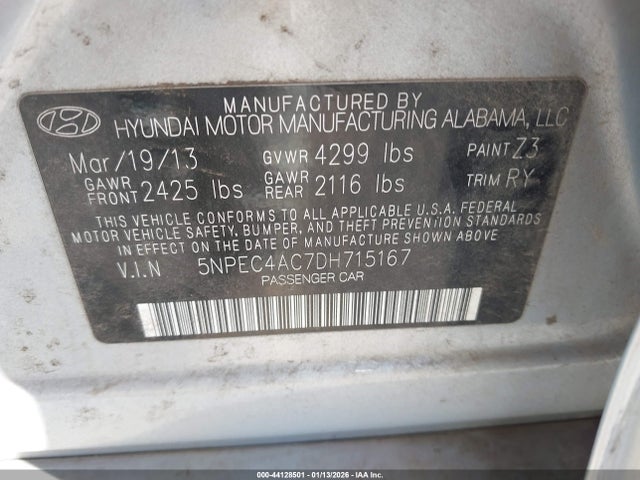 MANUFACTURED BY
HYUNDAI MOTOR MANUFACTURING ALABAMA, LLC
Mar/19/13 GVWR 4299 lbs PAINT Z3
GAWR FRONT 2425 lbs GAWR REAR 2116 lbs TRIM RY
THIS VEHICLE CONFORMS TO ALL APPLICABLE U.S.A. FEDERAL
MOTOR VEHICLE SAFETY, BUMPER, AND THEFT PREVENTION STANDARDS
IN EFFECT ON THE DATE OF MANUFACTURE SHOWN ABOVE.
V.I.N 5NPEC4AC7DH715167
PASSENGER CAR
000-44128501 - 01/13/2026 - IAA Inc.